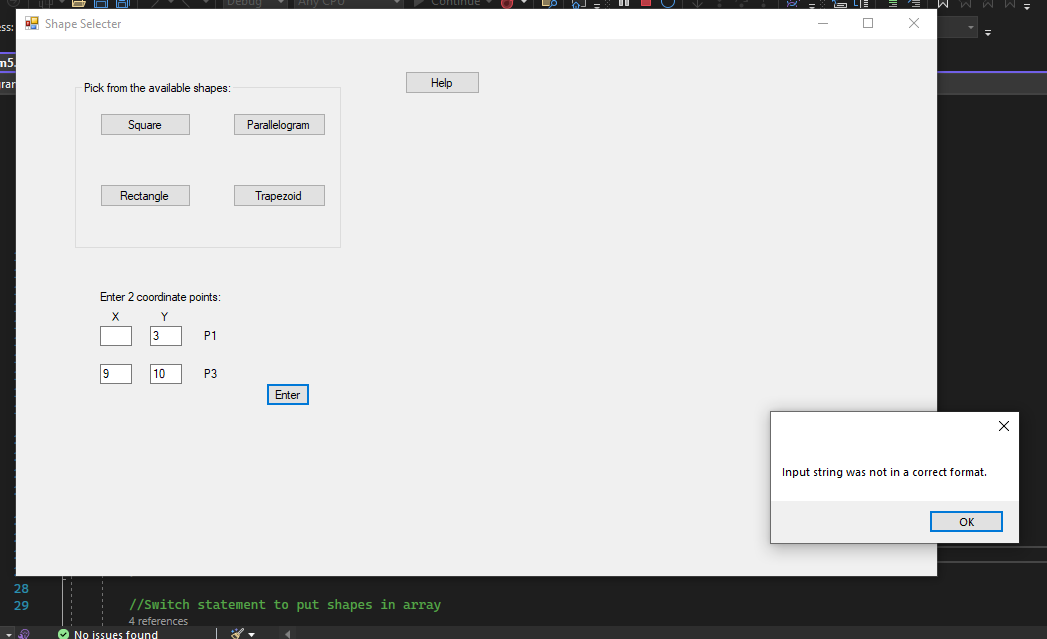 Debug Any CPU Continue
Shape Selecter
ess:
m5.
Pick from the available shapes:
Help
Square Parallelogram
Rectangle Trapezoid
Enter 2 coordinate points:
X Y
3 P1
9 10 P3
Enter
Input string was not in a correct format.
OK
28
29 //Switch statement to put shapes in array
4 references
No issues found